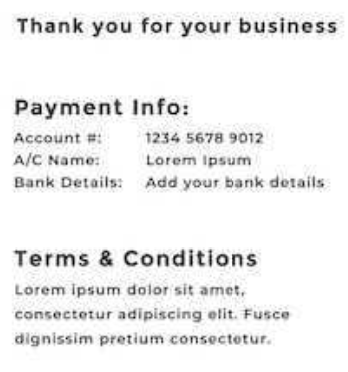 Thank you for your business
Payment Info:
Account #: 1234 5678 9012
A/C Name: Lorem Ipsum
Bank Details: Add your bank details
Terms & Conditions
Lorem ipsum dolor sit amet,
consectetur adipiscing elit. Fusce
dignissim pretium consectetur.